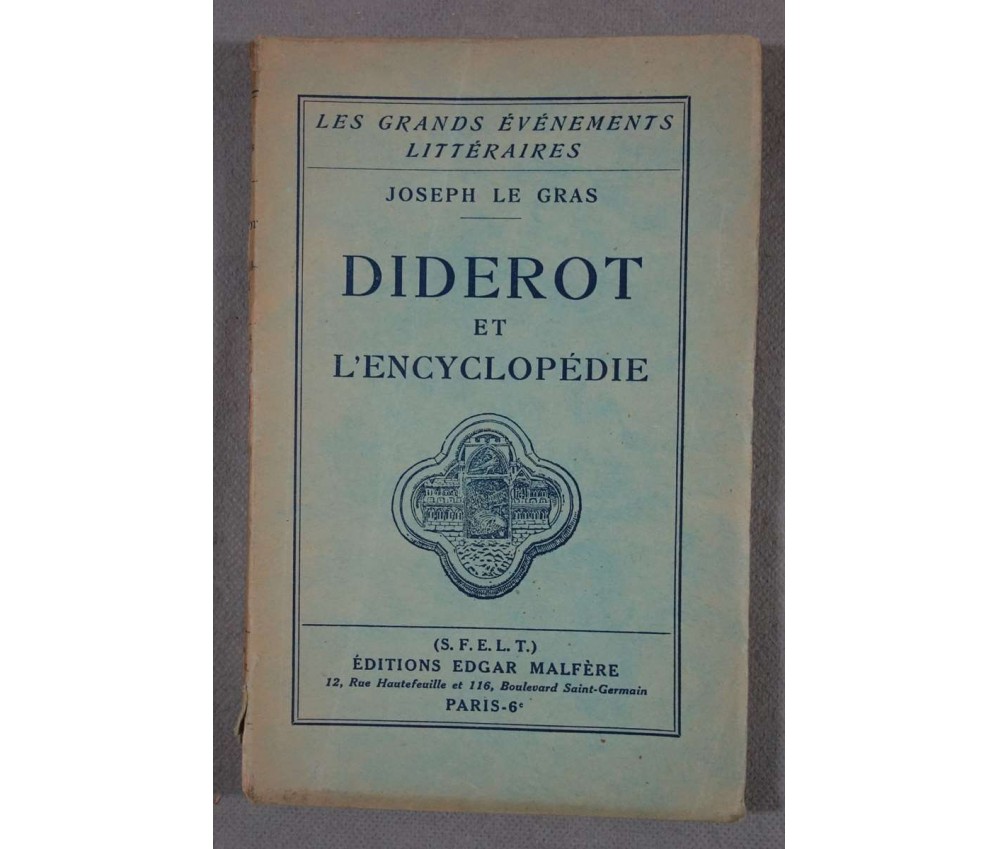 LES GRANDS ÉVÉNEMENTS
LITTÉRAIRES
JOSEPH LE GRAS
DIDEROT
ET
L'ENCYCLOPÉDIE
(S. F. E. L. T.)
ÉDITIONS EDGAR MALFÈRE
12, Rue Hautefeuille et 116, Boulevard Saint-Germain
PARIS-6e